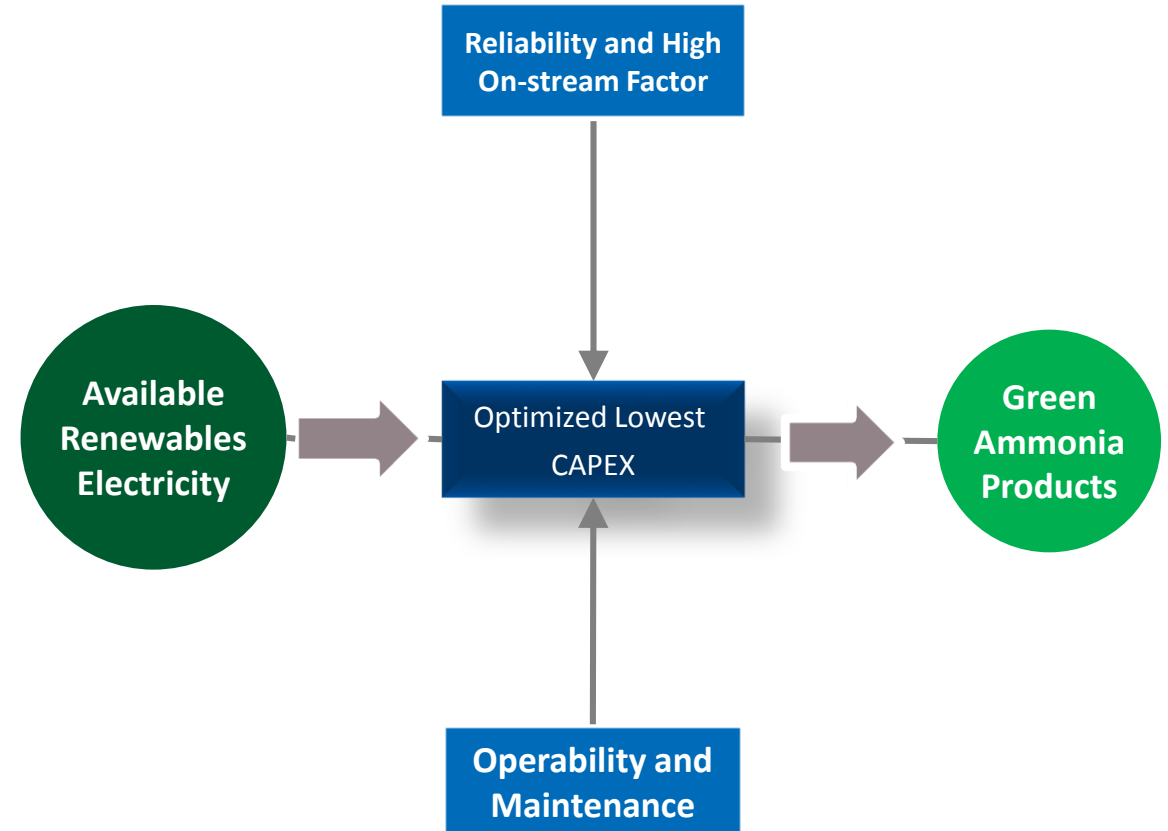 Reliability and High
On-stream Factor
Available
Renewables
Electricity
Optimized Lowest
CAPEX
Green
Ammonia
Products
Operability and
Maintenance